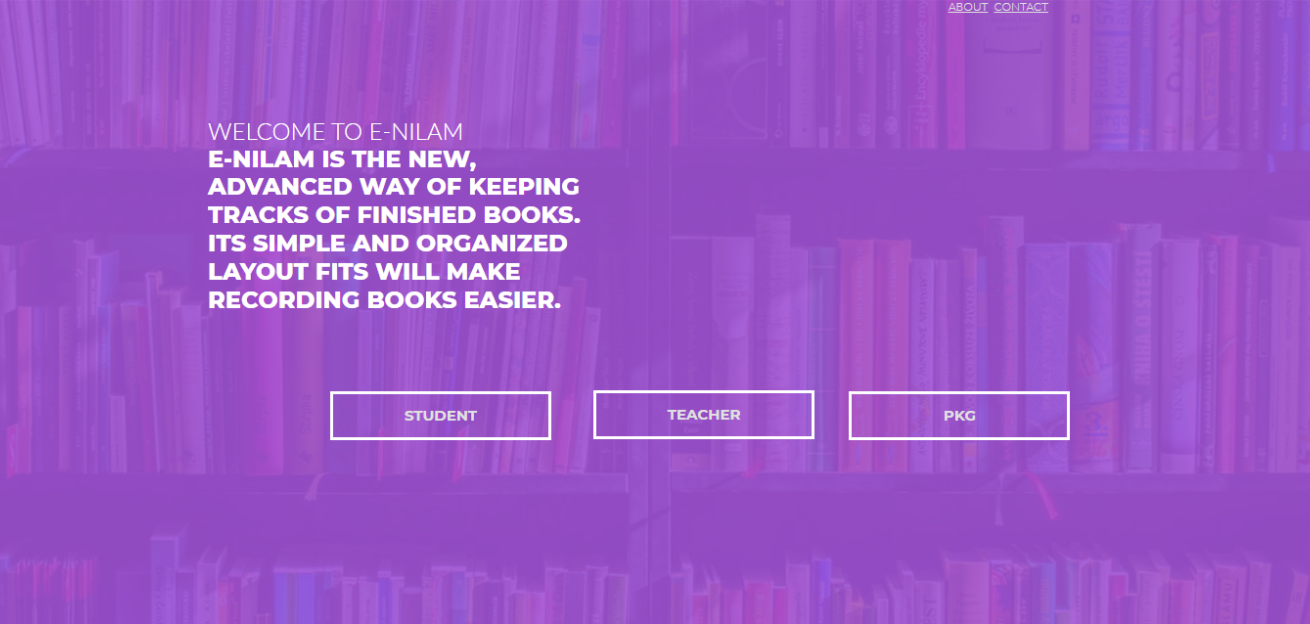 ABOUT CONTACT
WELCOME TO E-NILAM
E-NILAM IS THE NEW,
ADVANCED WAY OF KEEPING
TRACKS OF FINISHED BOOKS.
ITS SIMPLE AND ORGANIZED
LAYOUT FITS WILL MAKE
RECORDING BOOKS EASIER.
STUDENT TEACHER PKG